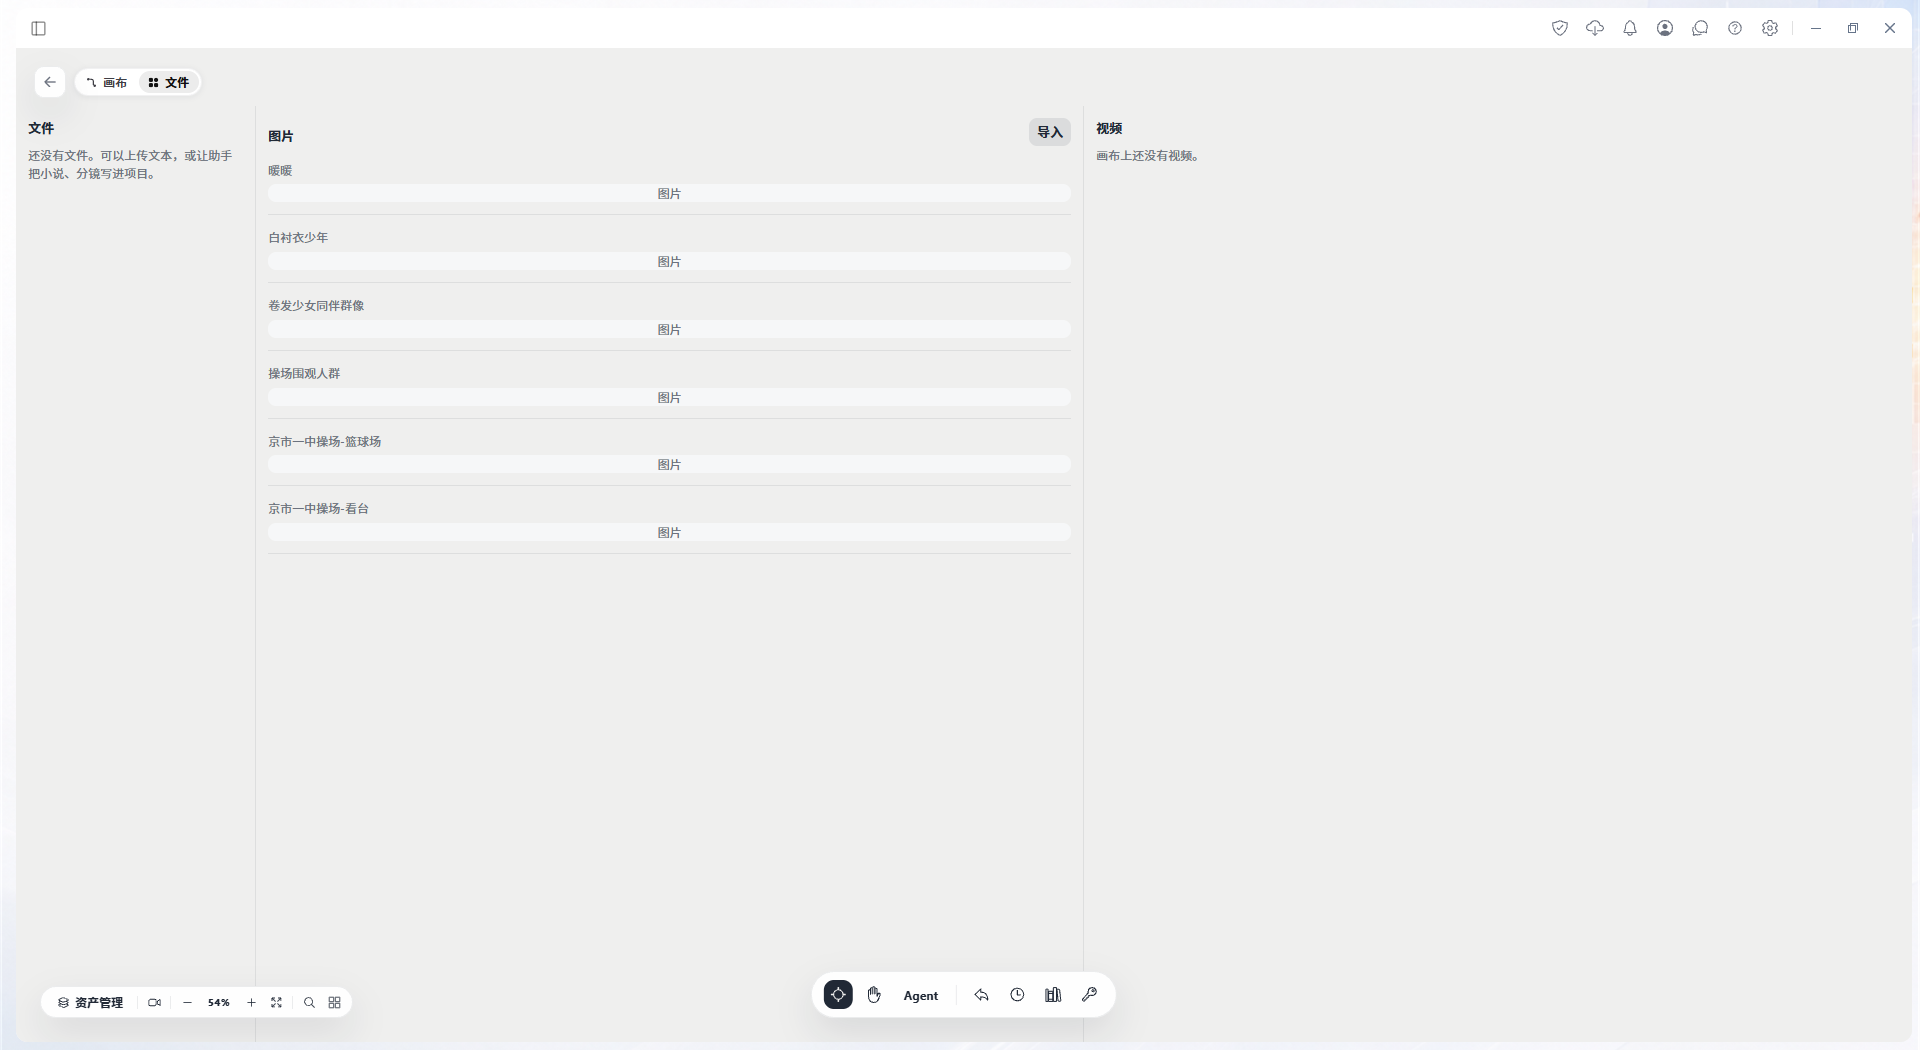 画布
文件
文件
还没有文件。可以上传文本，或让助手
把小说、分镜写进项目。
图片
导入
暖暖
图片
白衬衣少年
图片
卷发少女同伴群像
图片
操场围观人群
图片
京市一中操场-篮球场
图片
京市一中操场-看台
图片
视频
画布上还没有视频。
资产管理
54%
Agent